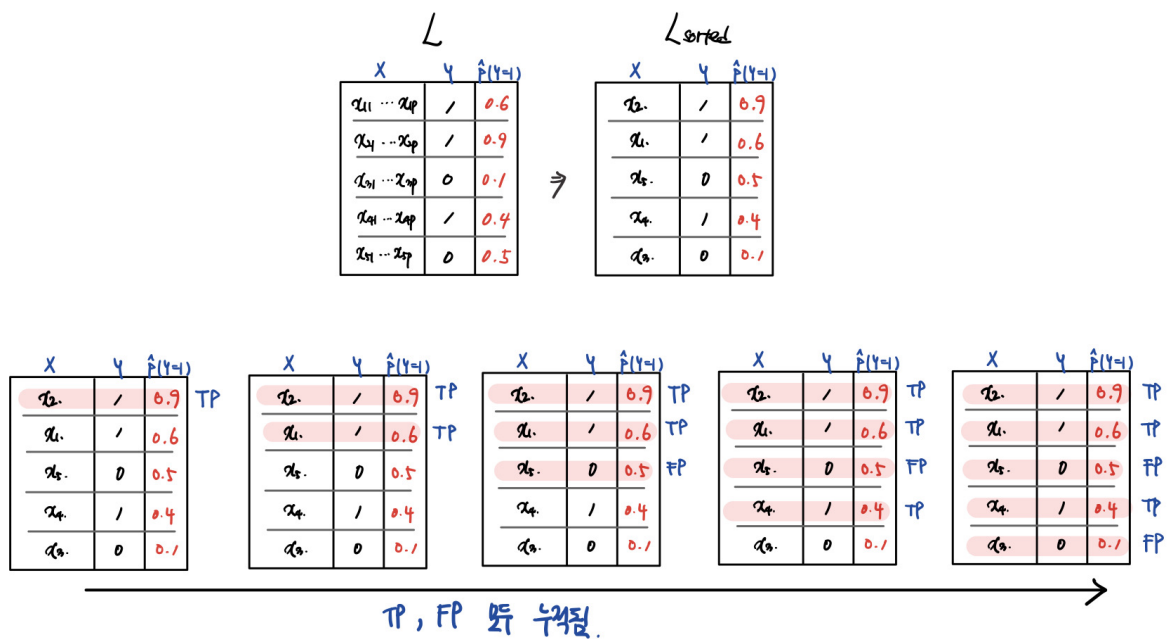 L
X Y P̂(Y=1)
x₁₁ ⋯ x₁p 1 0.6
x₂₁ ⋯ x₂p 1 0.9
x₃₁ ⋯ x₃p 0 0.1
x₄₁ ⋯ x₄p 1 0.4
x₅₁ ⋯ x₅p 0 0.5
⇒
L sorted
X Y P̂(Y=1)
x₂. 1 0.9
x₁. 1 0.6
x₅. 0 0.5
x₄. 1 0.4
x₃. 0 0.1
X Y P̂(Y=1)
x₂. 1 0.9 TP
x₁. 1 0.6
x₅. 0 0.5
x₄. 1 0.4
x₃. 0 0.1
X Y P̂(Y=1)
x₂. 1 0.9 TP
x₁. 1 0.6 TP
x₅. 0 0.5
x₄. 1 0.4
x₃. 0 0.1
X Y P̂(Y=1)
x₂. 1 0.9 TP
x₁. 1 0.6 TP
x₅. 0 0.5 FP
x₄. 1 0.4
x₃. 0 0.1
X Y P̂(Y=1)
x₂. 1 0.9 TP
x₁. 1 0.6 TP
x₅. 0 0.5 FP
x₄. 1 0.4 TP
x₃. 0 0.1
X Y P̂(Y=1)
x₂. 1 0.9 TP
x₁. 1 0.6 TP
x₅. 0 0.5 FP
x₄. 1 0.4 TP
x₃. 0 0.1 FP
TP, FP 모두 누적됨.